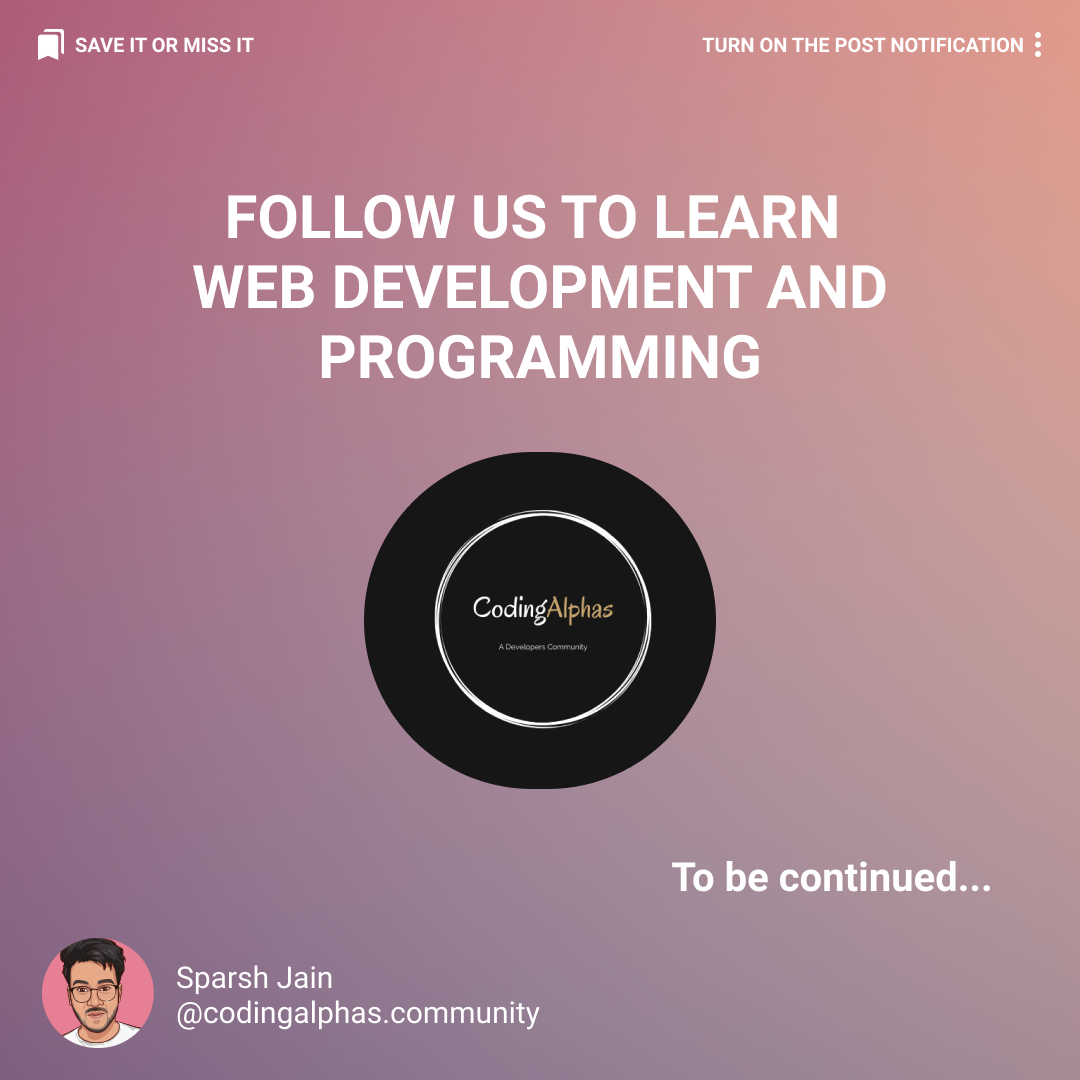 SAVE IT OR MISS IT
TURN ON THE POST NOTIFICATION
FOLLOW US TO LEARN
WEB DEVELOPMENT AND
PROGRAMMING
CodingAlphas
A Developers Community
To be continued...
Sparsh Jain
@codingalphas.community